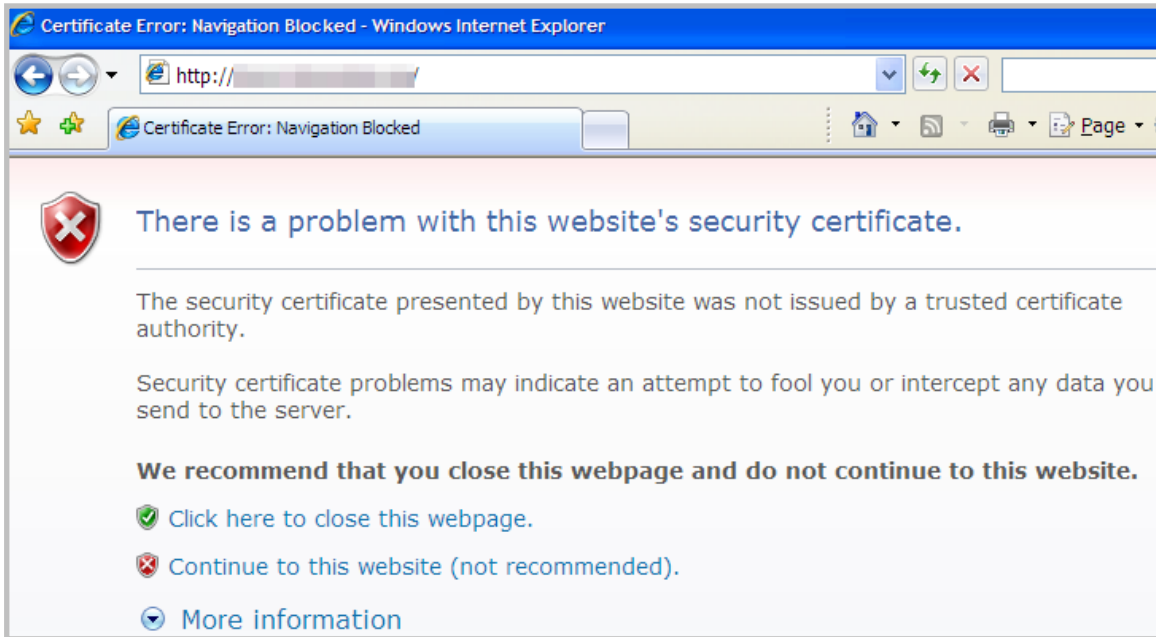 Certificate Error: Navigation Blocked - Windows Internet Explorer
http:// /
Certificate Error: Navigation Blocked
Page
There is a problem with this website's security certificate.
The security certificate presented by this website was not issued by a trusted certificate
authority.
Security certificate problems may indicate an attempt to fool you or intercept any data you
send to the server.
We recommend that you close this webpage and do not continue to this website.
Click here to close this webpage.
Continue to this website (not recommended).
More information